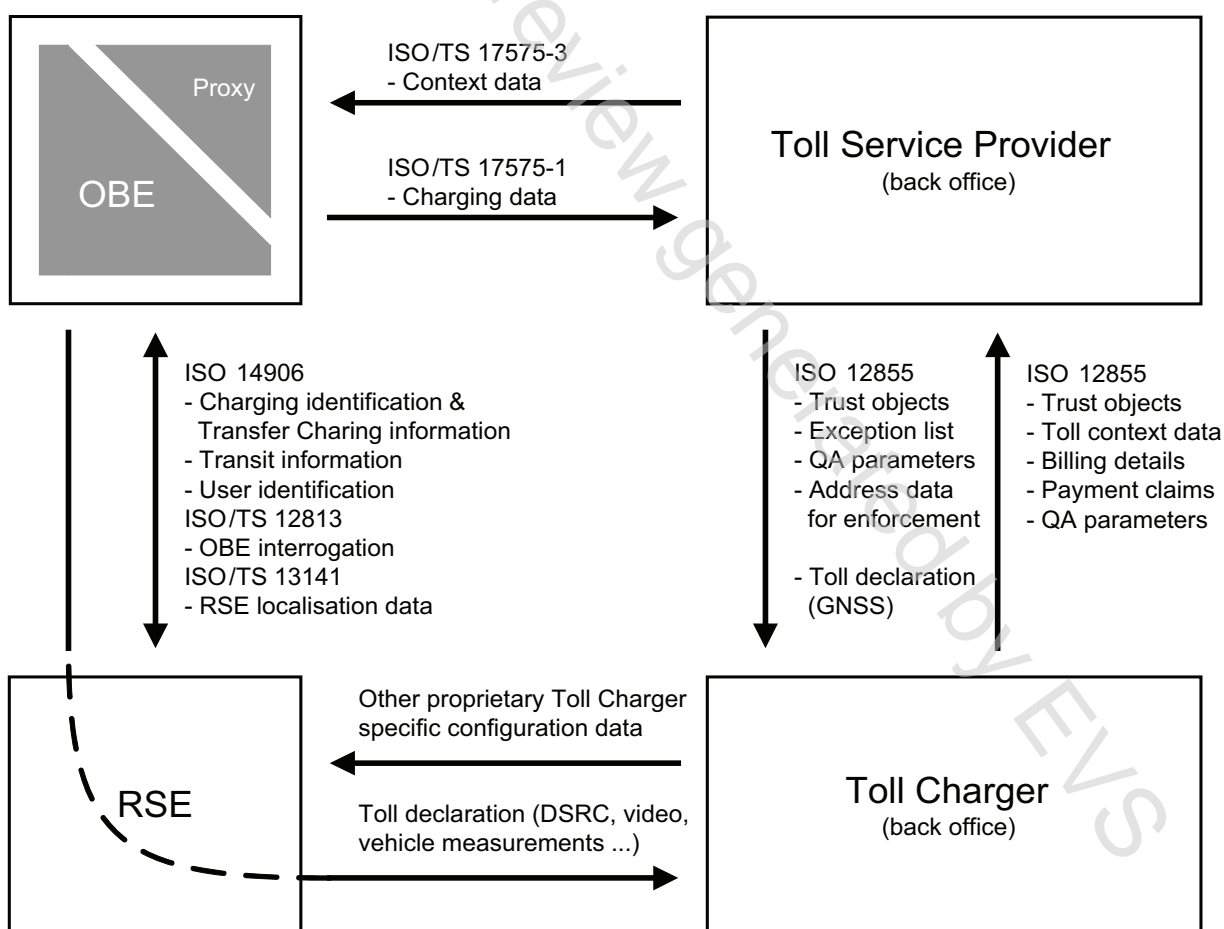 ISO/TS 17575-3
- Context data
Proxy
OBE
Toll Service Provider
(back office)
ISO/TS 17575-1
- Charging data
ISO 14906
- Charging identification &
Transfer Charing information
- Transit information
- User identification
ISO/TS 12813
- OBE interrogation
ISO/TS 13141
- RSE localisation data
ISO 12855
- Trust objects
- Exception list
- QA parameters
- Address data
for enforcement
- Toll declaration
(GNSS)
ISO 12855
- Trust objects
- Toll context data
- Billing details
- Payment claims
- QA parameters
RSE
Other proprietary Toll Charger
specific configuration data
Toll declaration (DSRC, video,
vehicle measurements ...)
Toll Charger
(back office)
generated by EVS